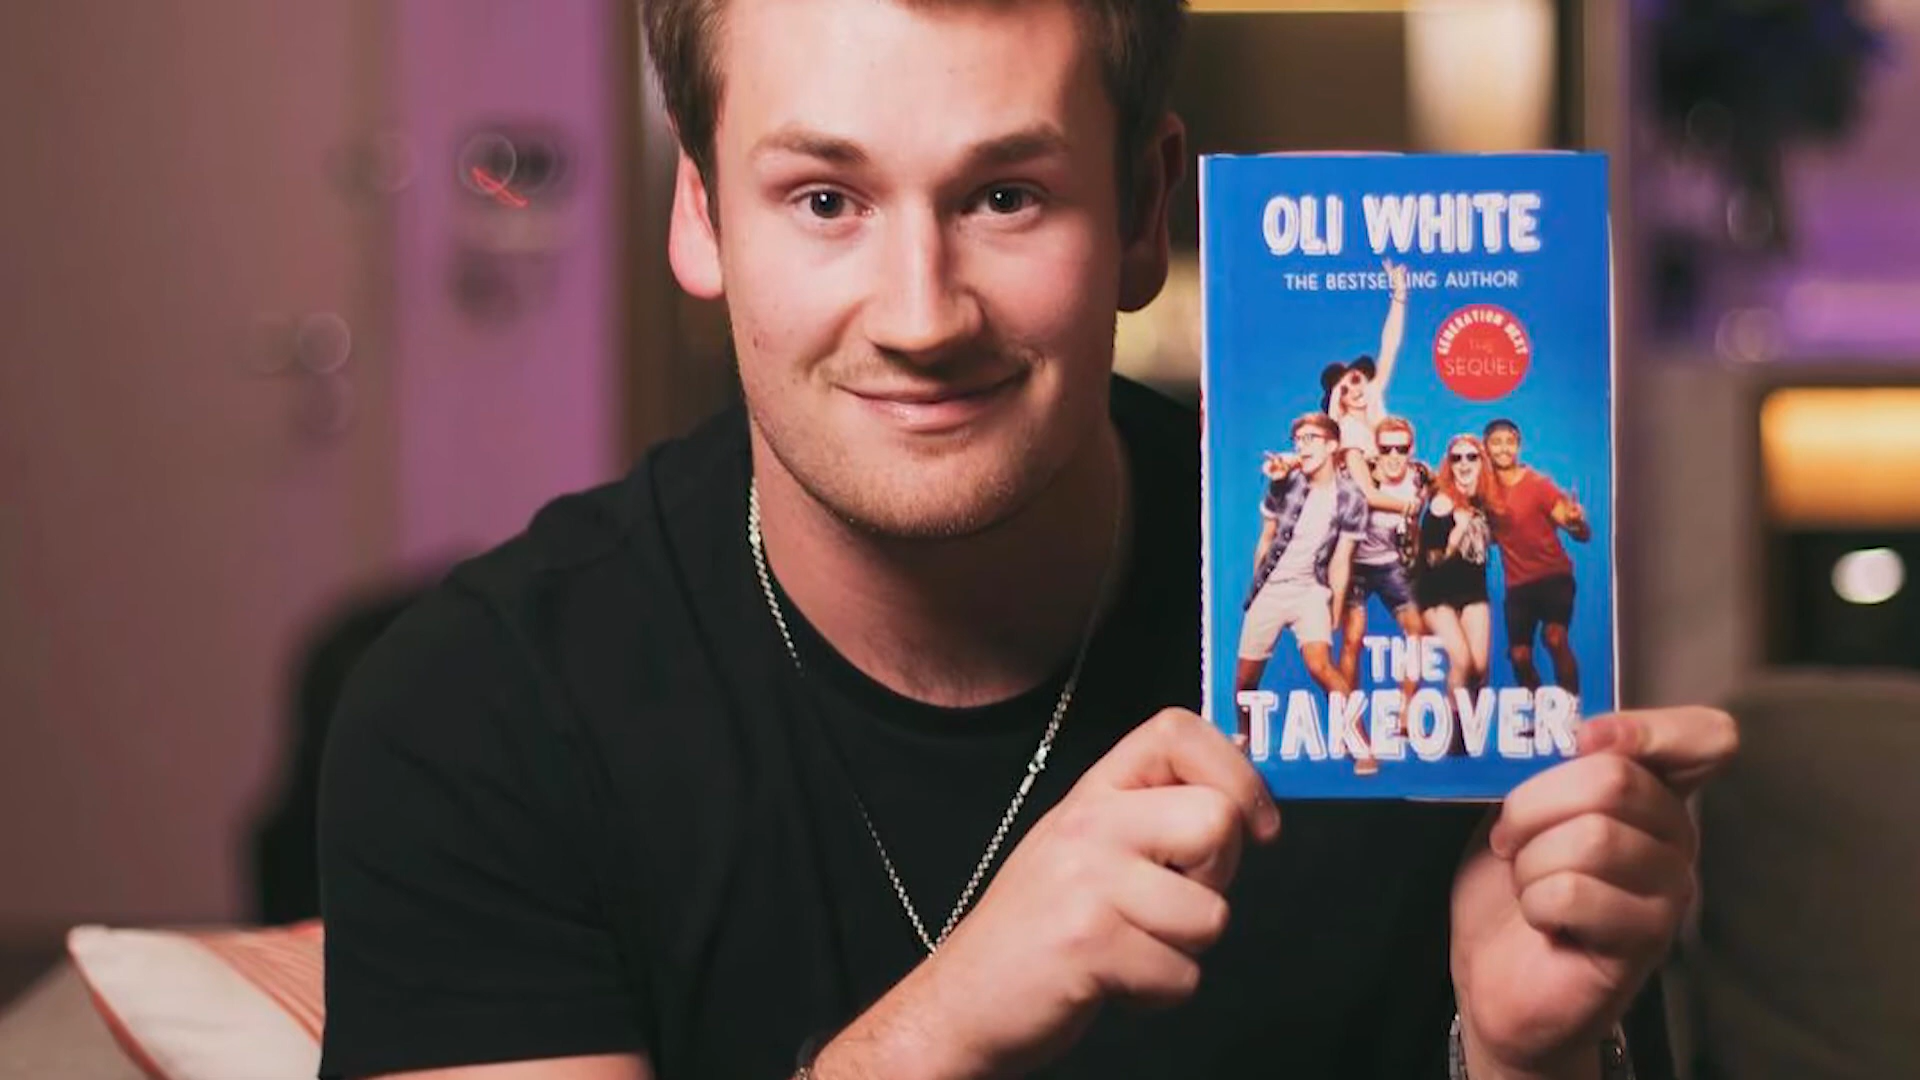 OLI WHITE
THE BESTSELLING AUTHOR
GENERATION NEXT
THE
SEQUEL
THE
TAKEOVER